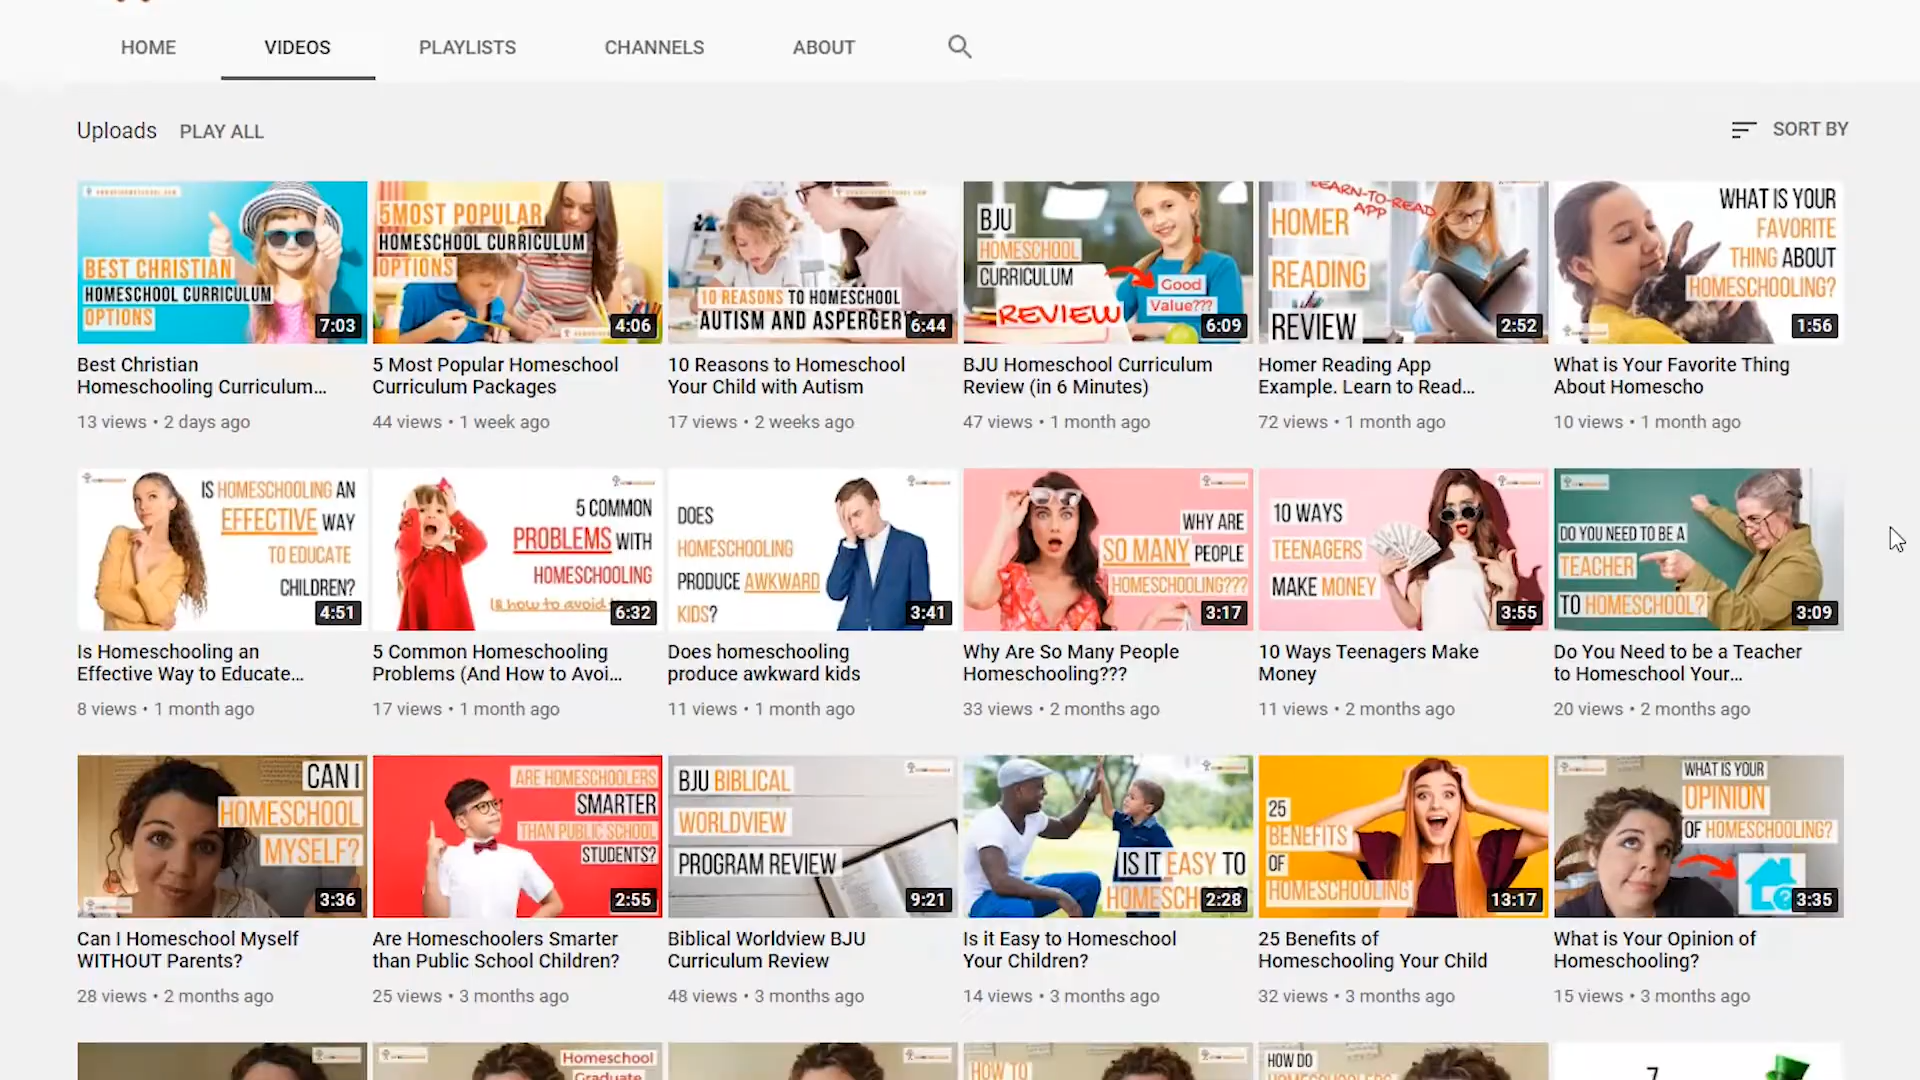 HOME
VIDEOS
PLAYLISTS
CHANNELS
ABOUT
Uploads
PLAY ALL
SORT BY
BEST CHRISTIAN
HOMESCHOOL CURRICULUM
OPTIONS
7:03
5 MOST POPULAR
HOMESCHOOL CURRICULUM
OPTIONS
4:06
10 REASONS TO HOMESCHOOL
AUTISM AND ASPERGER'
6:44
BJU
HOMESCHOOL
CURRICULUM
REVIEW
Good
Value???
6:09
LEARN-TO-READ
APP
HOMER
READING
REVIEW
2:52
WHAT IS YOUR
FAVORITE
THING ABOUT
HOMESCHOOLING?
1:56
Best Christian
Homeschooling Curriculum...
13 views • 2 days ago
5 Most Popular Homeschool
Curriculum Packages
44 views • 1 week ago
10 Reasons to Homeschool
Your Child with Autism
17 views • 2 weeks ago
BJU Homeschool Curriculum
Review (in 6 Minutes)
47 views • 1 month ago
Homer Reading App
Example. Learn to Read...
72 views • 1 month ago
What is Your Favorite Thing
About Homescho
10 views • 1 month ago
IS HOMESCHOOLING AN
EFFECTIVE WAY
TO EDUCATE
CHILDREN?
4:51
5 COMMON
PROBLEMS WITH
HOMESCHOOLING
(& how to avoid
6:32
DOES
HOMESCHOOLING
PRODUCE AWKWARD
KIDS?
3:41
WHY ARE
SO MANY PEOPLE
HOMESCHOOLING???
3:17
10 WAYS
TEENAGERS
MAKE MONEY
3:55
DO YOU NEED TO BE A
TEACHER
TO HOMESCHOOL?
3:09
Is Homeschooling an
Effective Way to Educate...
8 views • 1 month ago
5 Common Homeschooling
Problems (And How to Avoi...
17 views • 1 month ago
Does homeschooling
produce awkward kids
11 views • 1 month ago
Why Are So Many People
Homeschooling???
33 views • 2 months ago
10 Ways Teenagers Make
Money
11 views • 2 months ago
Do You Need to be a Teacher
to Homeschool Your...
20 views • 2 months ago
CAN I
HOMESCHOOL
MYSELF?
3:36
ARE HOMESCHOOLERS
SMARTER
THAN PUBLIC SCHOOL
STUDENTS?
2:55
BJU BIBLICAL
WORLDVIEW
PROGRAM REVIEW
9:21
IS IT EASY TO
HOMESCH
2:28
25
BENEFITS
OF
HOMESCHOOLING
13:17
WHAT IS YOUR
OPINION
OF HOMESCHOOLING?
3:35
Can I Homeschool Myself
WITHOUT Parents?
28 views • 2 months ago
Are Homeschoolers Smarter
than Public School Children?
25 views • 3 months ago
Biblical Worldview BJU
Curriculum Review
48 views • 3 months ago
Is it Easy to Homeschool
Your Children?
14 views • 3 months ago
25 Benefits of
Homeschooling Your Child
32 views • 3 months ago
What is Your Opinion of
Homeschooling?
15 views • 3 months ago
Homeschool
Graduate
HOW TO
HOW DO
HOMESCHOOLERS
7